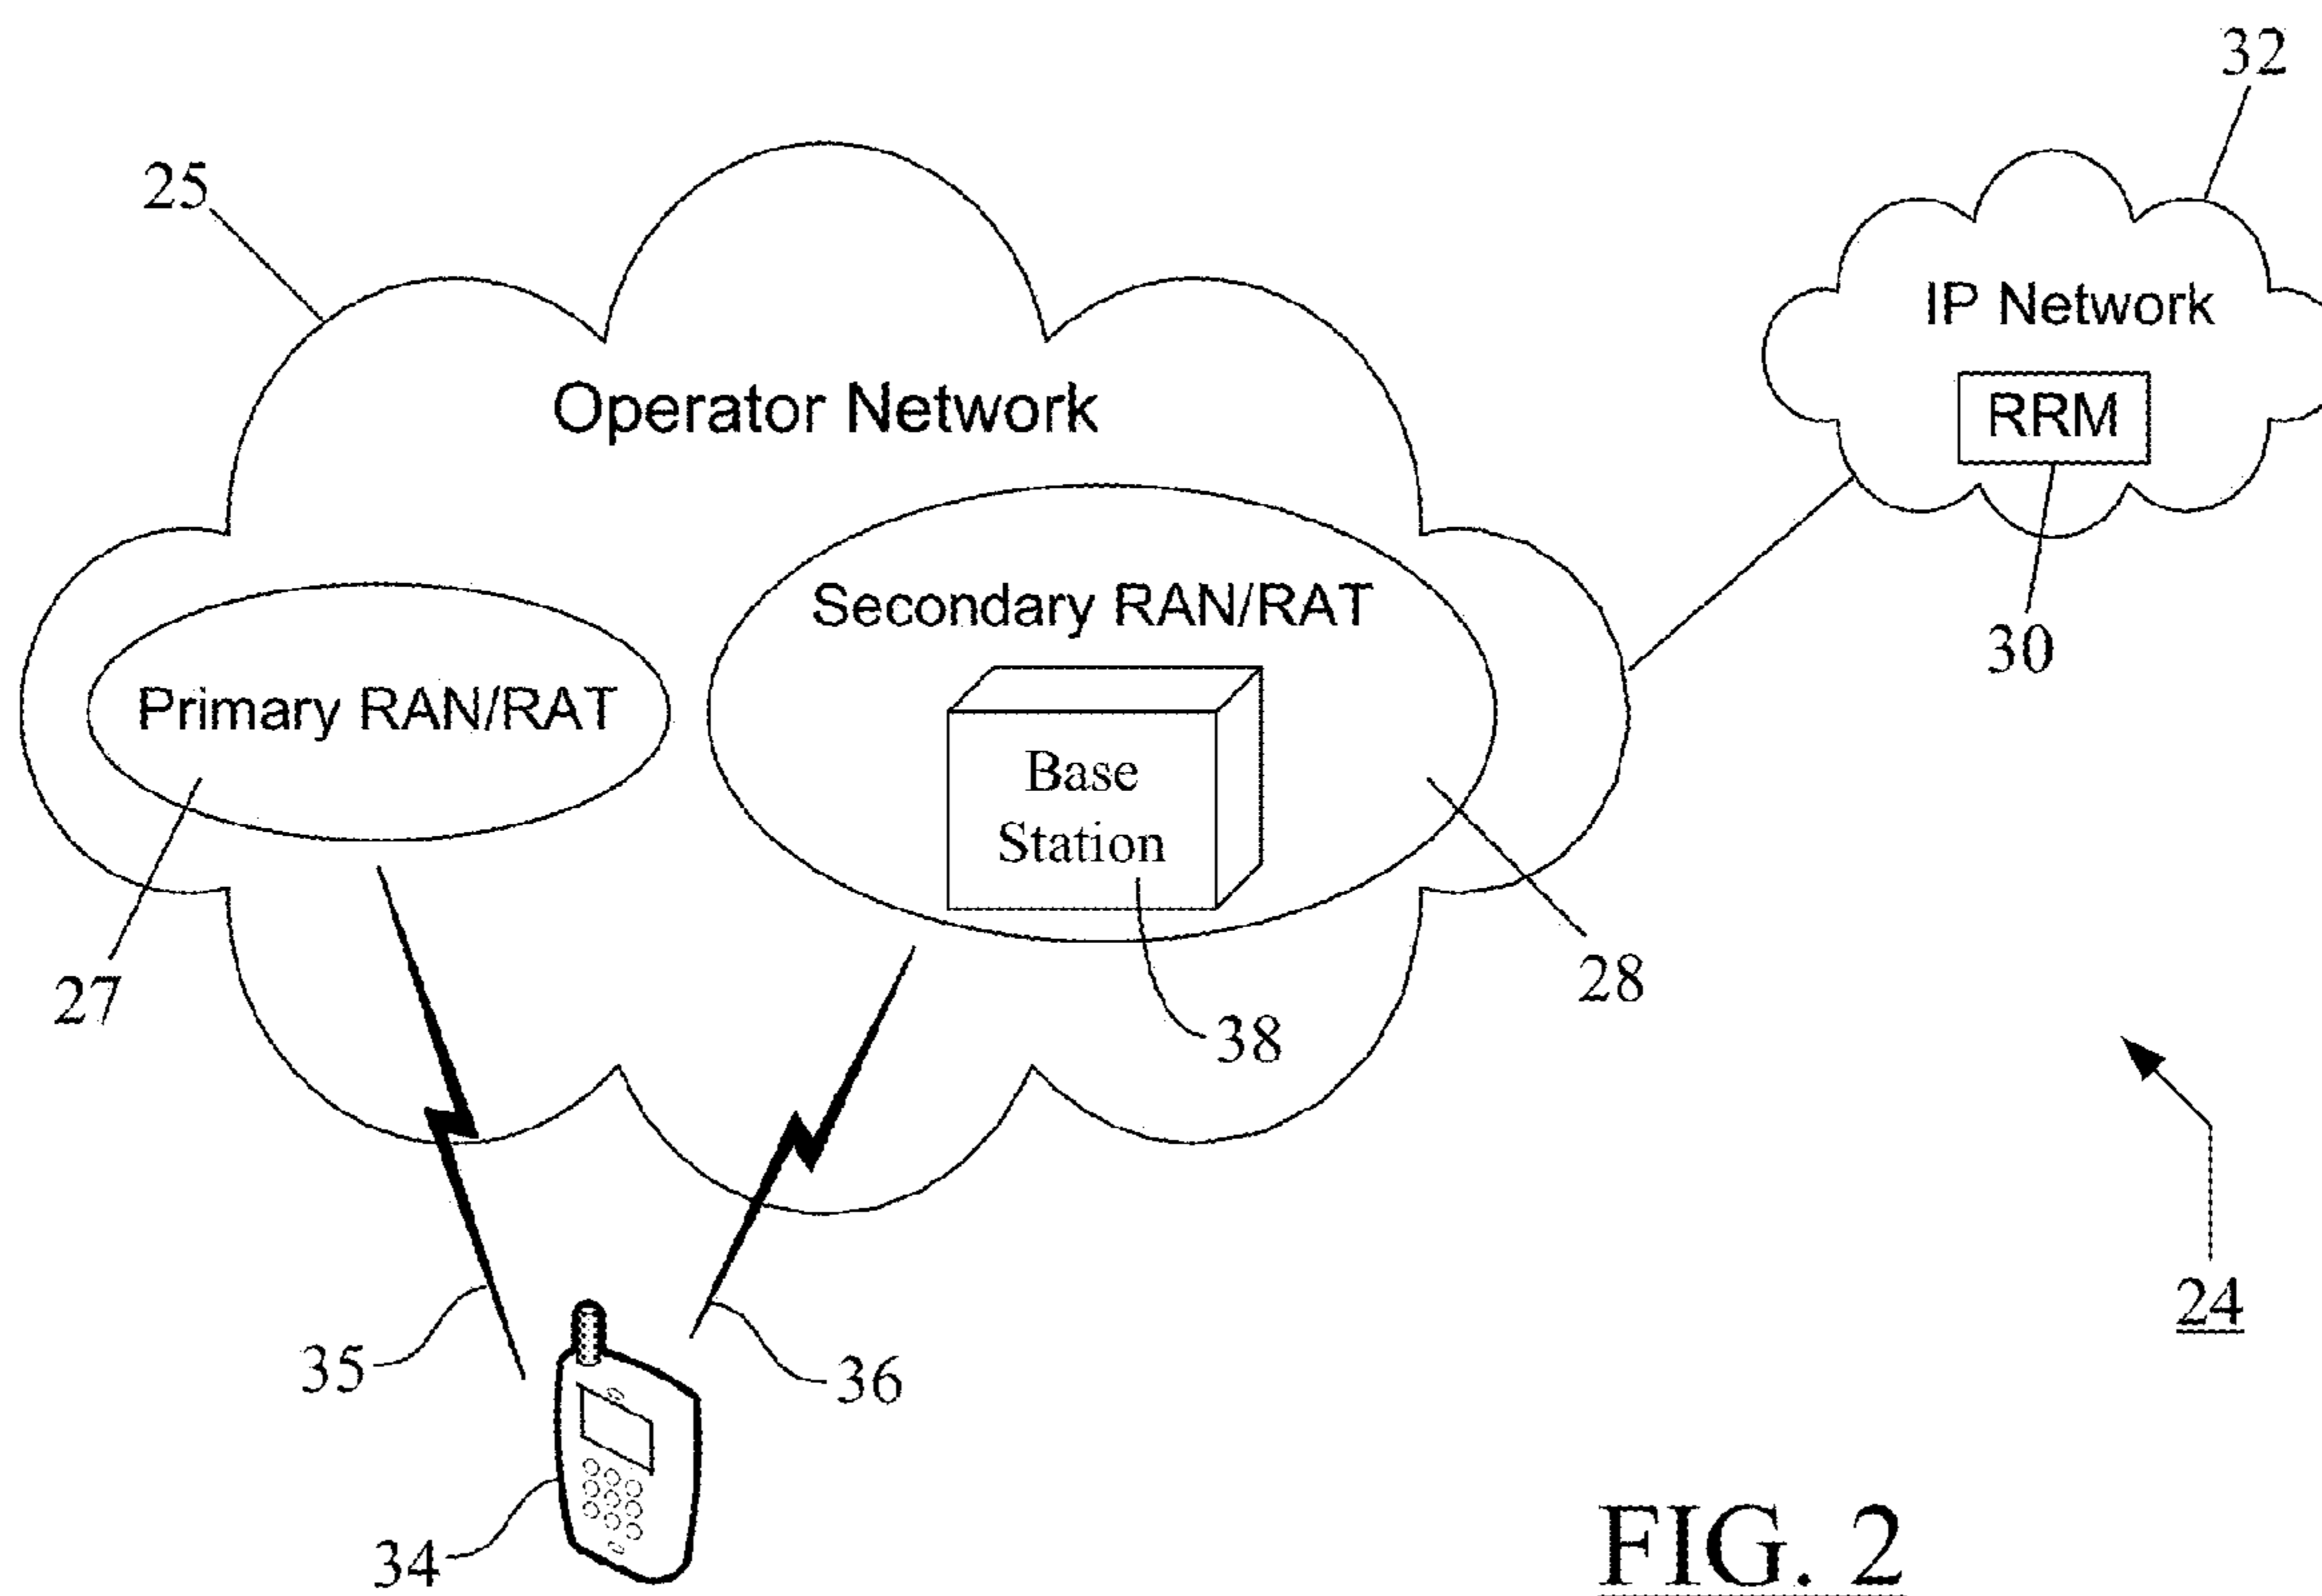 32
25
IP Network
RRM
Operator Network
30
Secondary RAN/RAT
Primary RAN/RAT
Base
Station
27
28
38
24
35
36
34
FIG. 2